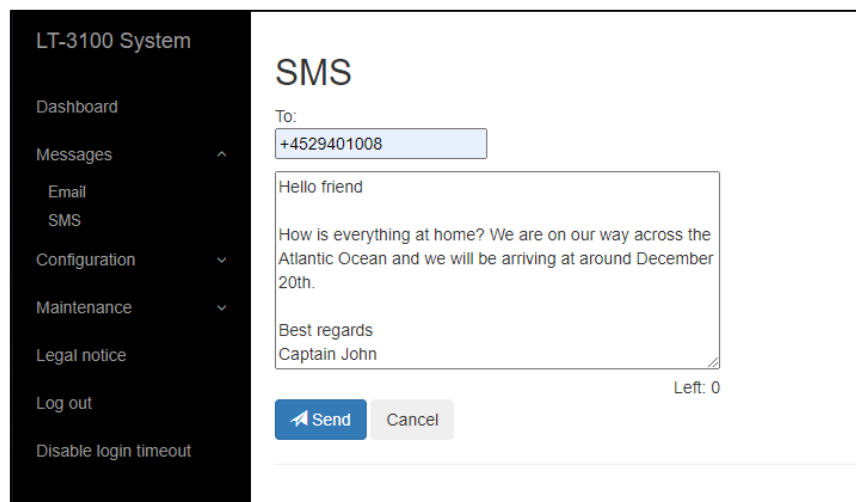 LT-3100 System
Dashboard
Messages
Email
SMS
Configuration
Maintenance
Legal notice
Log out
Disable login timeout
SMS
To:
+4529401008
Hello friend
How is everything at home? We are on our way across the
Atlantic Ocean and we will be arriving at around December
20th.
Best regards
Captain John
Left: 0
Send
Cancel